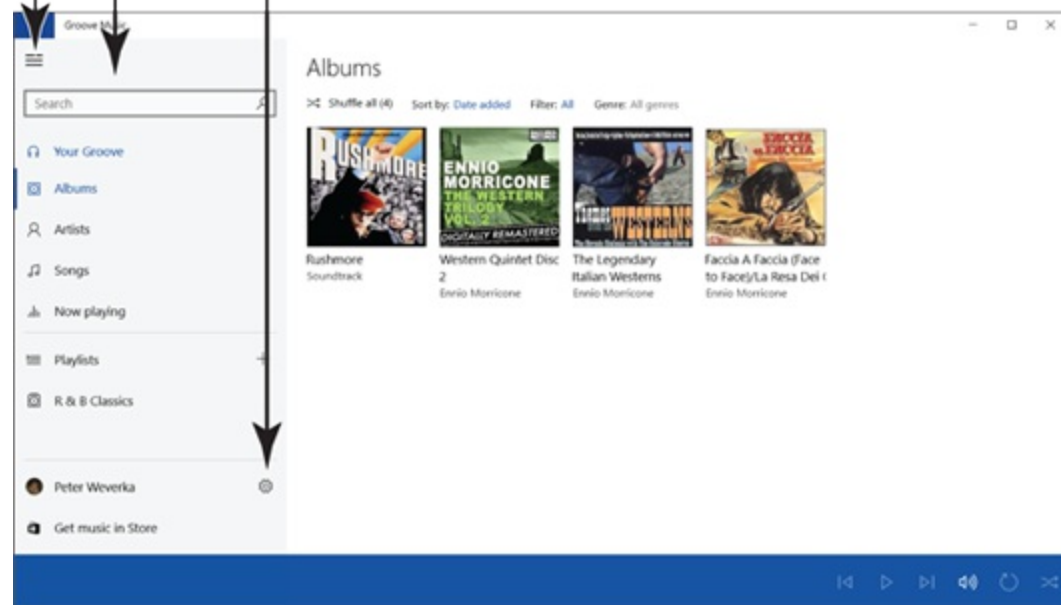 Groove Music
Search
Your Groove
Albums
Artists
Songs
Now playing
Playlists
R & B Classics
Peter Weverka
Get music in Store
Albums
Shuffle all (4) Sort by: Date added Filter: All Genre: All genres
RUSHMORE
ENNIO
MORRICONE
THE WESTERN
TRILOGY
VOL. 2
DIGITALLY REMASTERED
WESTERNS
FACCIA
FACCIA
Rushmore
Soundtrack
Western Quintet Disc
2
Ennio Morricone
The Legendary
Italian Westerns
Ennio Morricone
Faccia A Faccia (Face
to Face)/La Resa Dei
Ennio Morricone